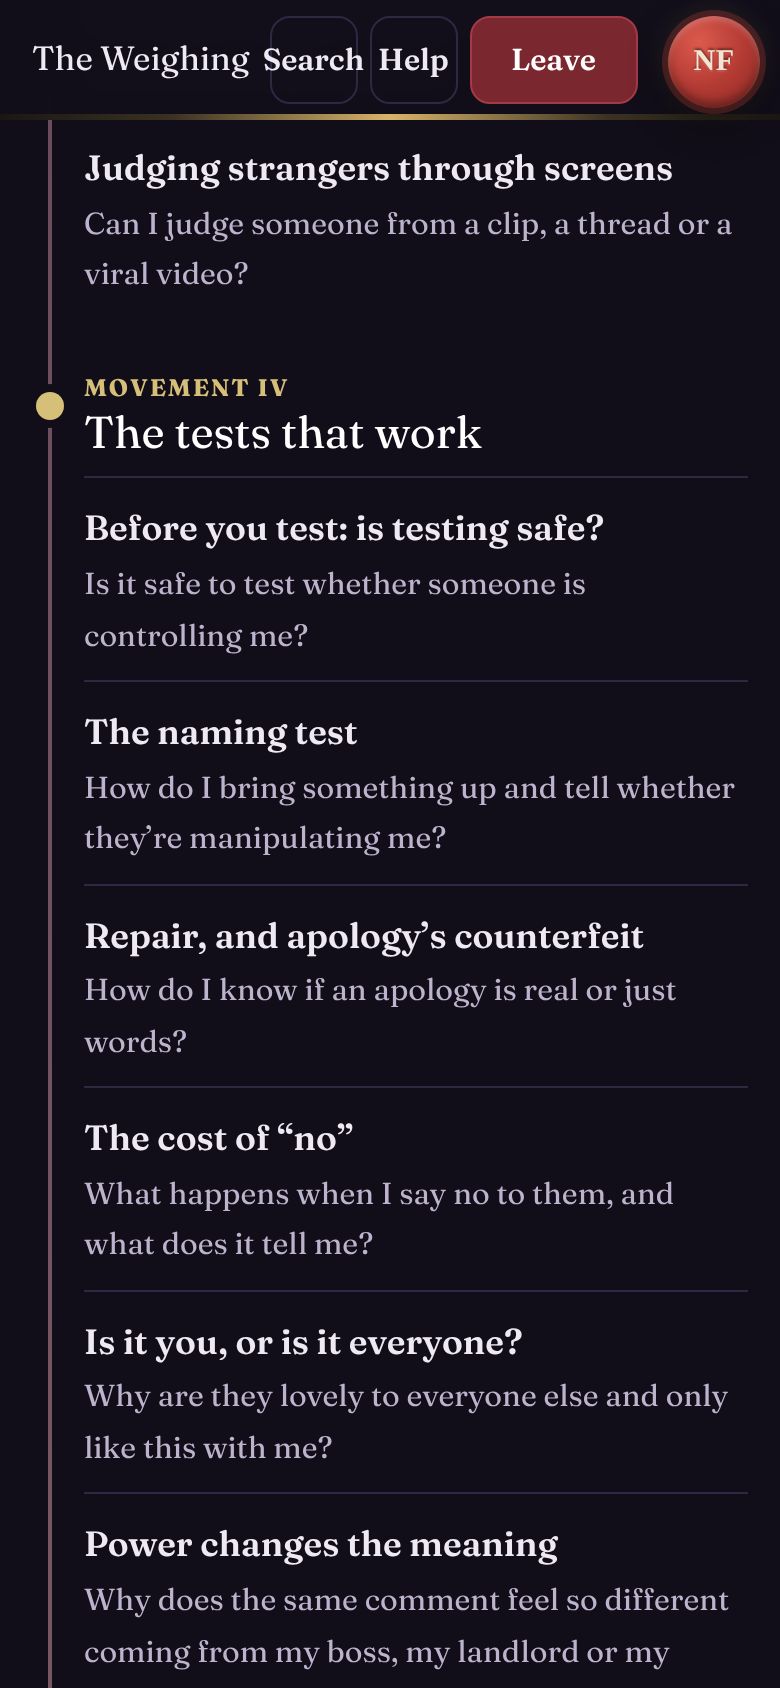 The Weighing Search Help Leave NF
Judging strangers through screens
Can I judge someone from a clip, a thread or a
viral video?
MOVEMENT IV
The tests that work
Before you test: is testing safe?
Is it safe to test whether someone is
controlling me?
The naming test
How do I bring something up and tell whether
they’re manipulating me?
Repair, and apology’s counterfeit
How do I know if an apology is real or just
words?
The cost of “no”
What happens when I say no to them, and
what does it tell me?
Is it you, or is it everyone?
Why are they lovely to everyone else and only
like this with me?
Power changes the meaning
Why does the same comment feel so different
coming from my boss, my landlord or my